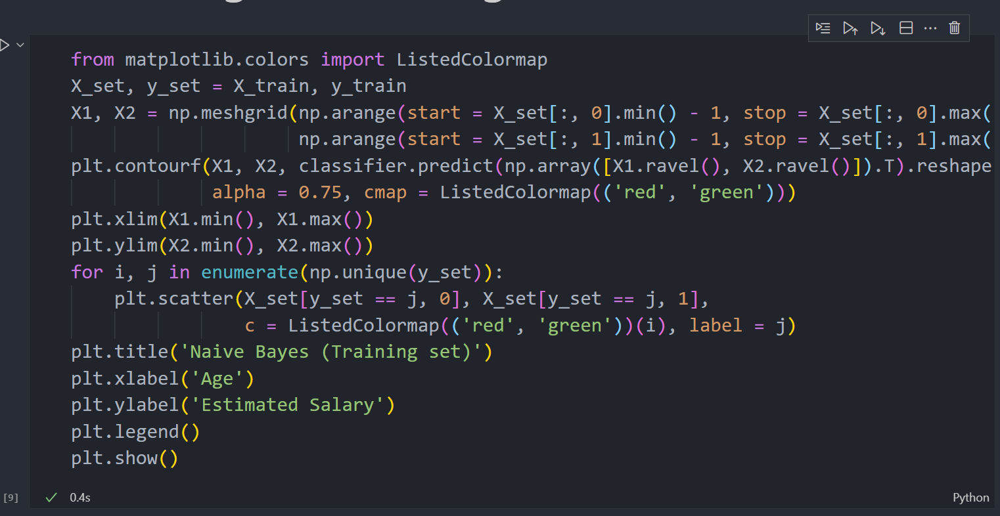 from matplotlib.colors import ListedColormap
X_set, y_set = X_train, y_train
X1, X2 = np.meshgrid(np.arange(start = X_set[:, 0].min() - 1, stop = X_set[:, 0].max(
                     np.arange(start = X_set[:, 1].min() - 1, stop = X_set[:, 1].max(
plt.contourf(X1, X2, classifier.predict(np.array([X1.ravel(), X2.ravel()]).T).reshape
             alpha = 0.75, cmap = ListedColormap(('red', 'green')))
plt.xlim(X1.min(), X1.max())
plt.ylim(X2.min(), X2.max())
for i, j in enumerate(np.unique(y_set)):
    plt.scatter(X_set[y_set == j, 0], X_set[y_set == j, 1],
                c = ListedColormap(('red', 'green'))(i), label = j)
plt.title('Naive Bayes (Training set)')
plt.xlabel('Age')
plt.ylabel('Estimated Salary')
plt.legend()
plt.show()
[9] 0.4s Python